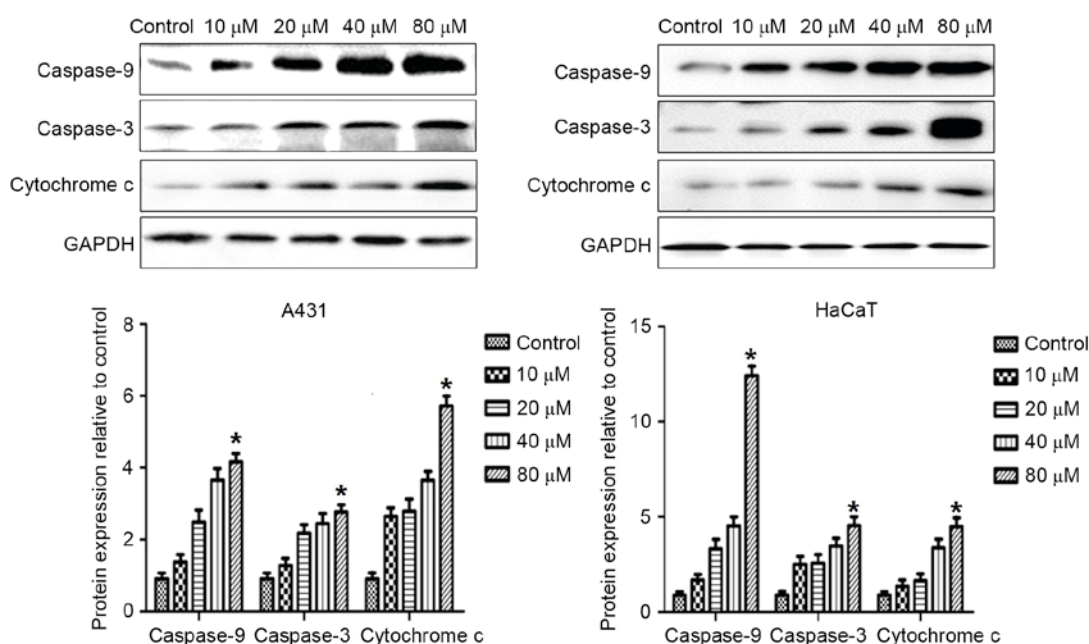 Control 10 μM 20 μM 40 μM 80 μM
Caspase-9
Caspase-3
Cytochrome c
GAPDH
Control 10 μM 20 μM 40 μM 80 μM
Caspase-9
Caspase-3
Cytochrome c
GAPDH
A431
Protein expression relative to control
8
6
4
2
0
* * *
Caspase-9 Caspase-3 Cytochrome c
Control
10 μM
20 μM
40 μM
80 μM
HaCaT
Protein expression relative to control
15
10
5
0
* * *
Caspase-9 Caspase-3 Cytochrome c
Control
10 μM
20 μM
40 μM
80 μM